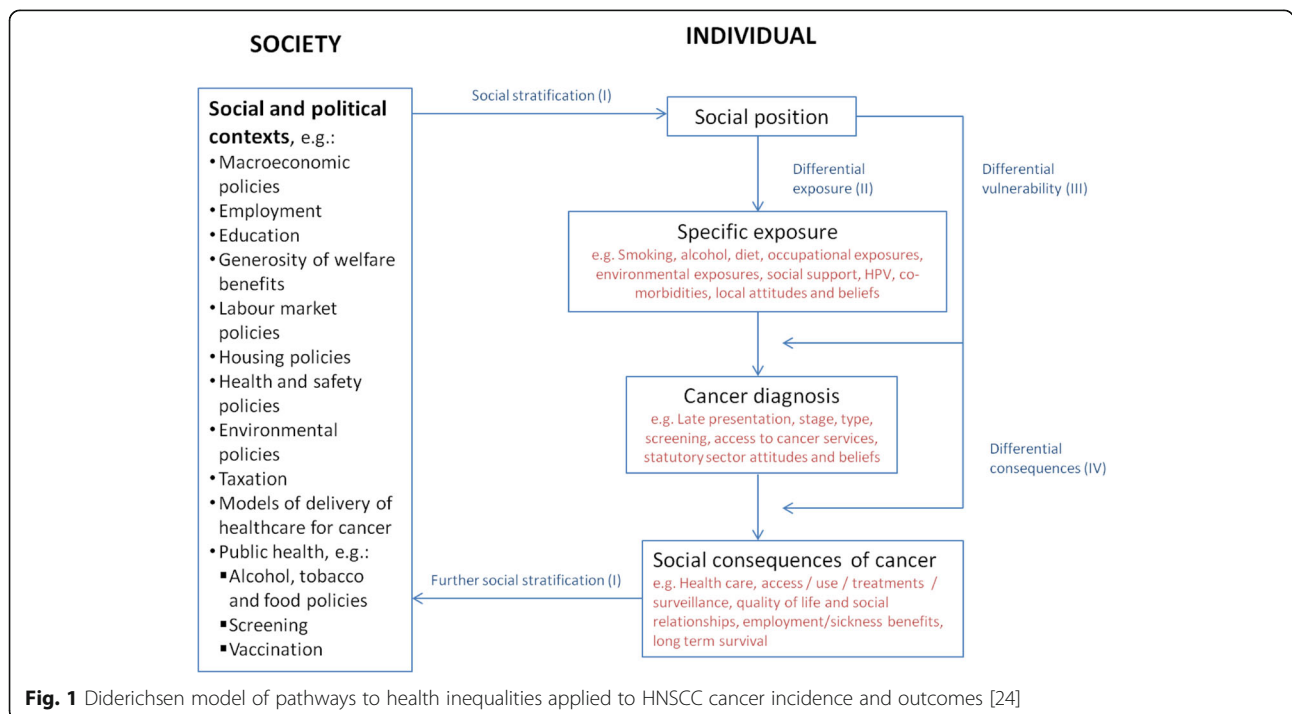 SOCIETY
INDIVIDUAL
Social and political
contexts, e.g.:
•Macroeconomic
policies
•Employment
•Education
•Generosity of welfare
benefits
•Labour market
policies
•Housing policies
•Health and safety
policies
•Environmental
policies
•Taxation
•Models of delivery of
healthcare for cancer
•Public health, e.g.:
▪Alcohol, tobacco
and food policies
▪Screening
▪Vaccination
Social stratification (I)
Social position
Differential
exposure (II)
Differential
vulnerability (III)
Specific exposure
e.g. Smoking, alcohol, diet, occupational exposures,
environmental exposures, social support, HPV, co-
morbidities, local attitudes and beliefs
Cancer diagnosis
e.g. Late presentation, stage, type,
screening, access to cancer services,
statutory sector attitudes and beliefs
Differential
consequences (IV)
Social consequences of cancer
e.g. Health care, access / use / treatments /
surveillance, quality of life and social
relationships, employment/sickness benefits,
long term survival
Further social stratification (I)
Fig. 1 Diderichsen model of pathways to health inequalities applied to HNSCC cancer incidence and outcomes [24]